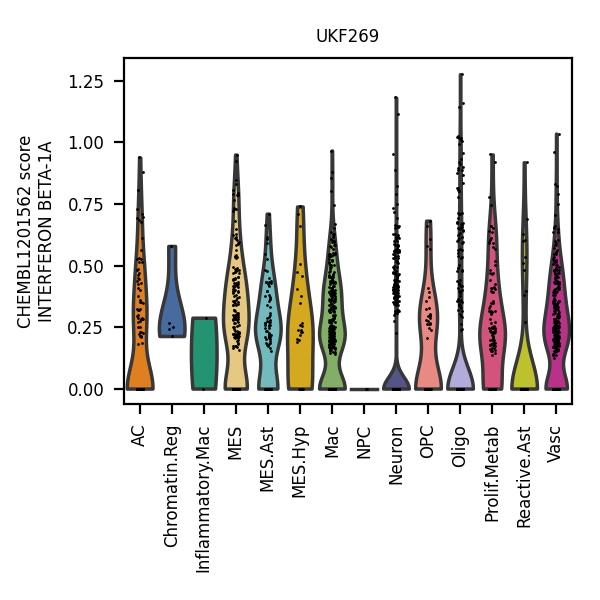 UKF269
CHEMBL1201562 score
INTERFERON BETA-1A
1.25
1.00
0.75
0.50
0.25
0.00
AC
Chromatin.Reg
Inflammatory.Mac
MES
MES.Ast
MES.Hyp
Mac
NPC
Neuron
OPC
Oligo
Prolif.Metab
Reactive.Ast
Vasc